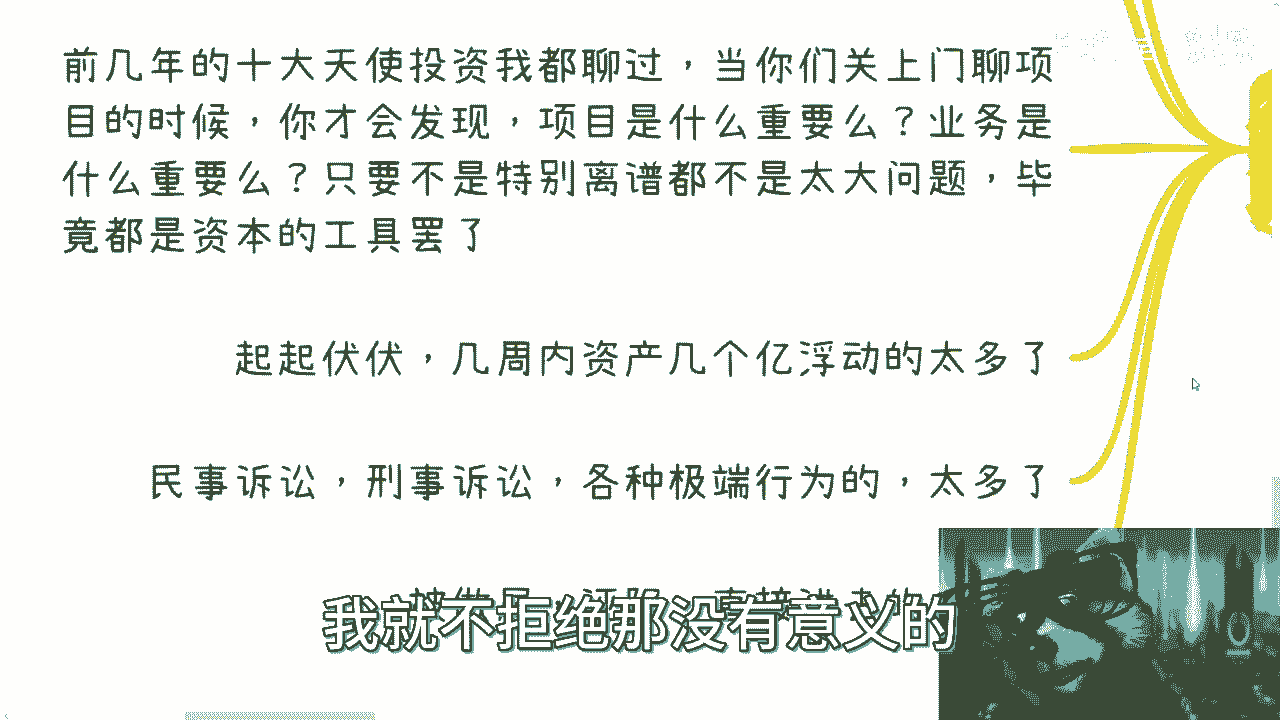 前几年的十大天使投资我都聊过，当你们关上门聊项
目的时候，你才会发现，项目是什么重要么？业务是
什么重要么？只要不是特别离谱都不是太大问题，毕
竟都是资本的工具罢了
起起伏伏，几周内资产几个亿浮动的太多了
民事诉讼，刑事诉讼，各种极端行为的，太多了
我就不拒绝那没有意义的